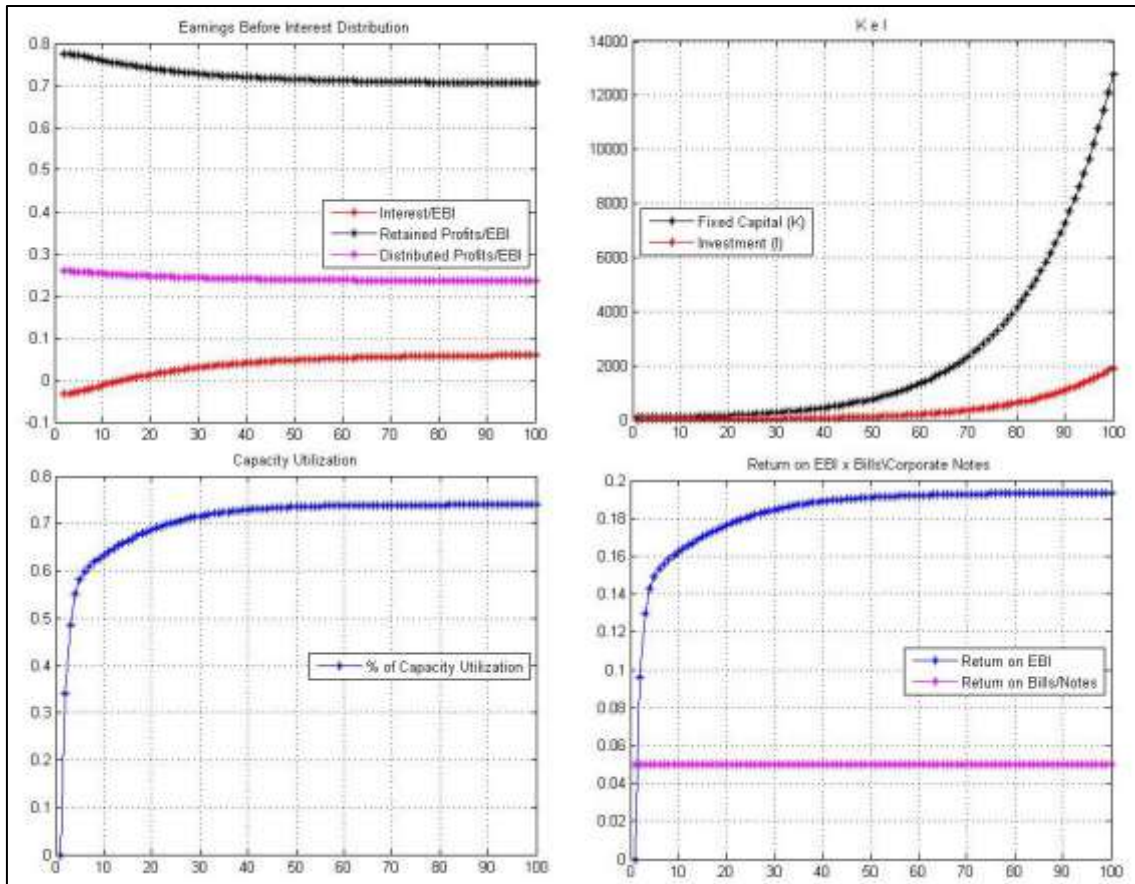 Earnings Before Interest Distribution
0.8
0.7
0.6
0.5
0.4
0.3
0.2
0.1
0
-0.1
0 10 20 30 40 50 60 70 80 90 100
Interest/EBI
Retained Profits/EBI
Distributed Profits/EBI
K e I
14000
12000
10000
8000
6000
4000
2000
0
0 10 20 30 40 50 60 70 80 90 100
Fixed Capital (K)
Investment (I)
Capacity Utilization
0.8
0.7
0.6
0.5
0.4
0.3
0.2
0.1
0
0 10 20 30 40 50 60 70 80 90 100
% of Capacity Utilization
Return on EBI x Bills\Corporate Notes
0.2
0.18
0.16
0.14
0.12
0.1
0.08
0.06
0.04
0.02
0
0 10 20 30 40 50 60 70 80 90 100
Return on EBI
Return on Bills/Notes